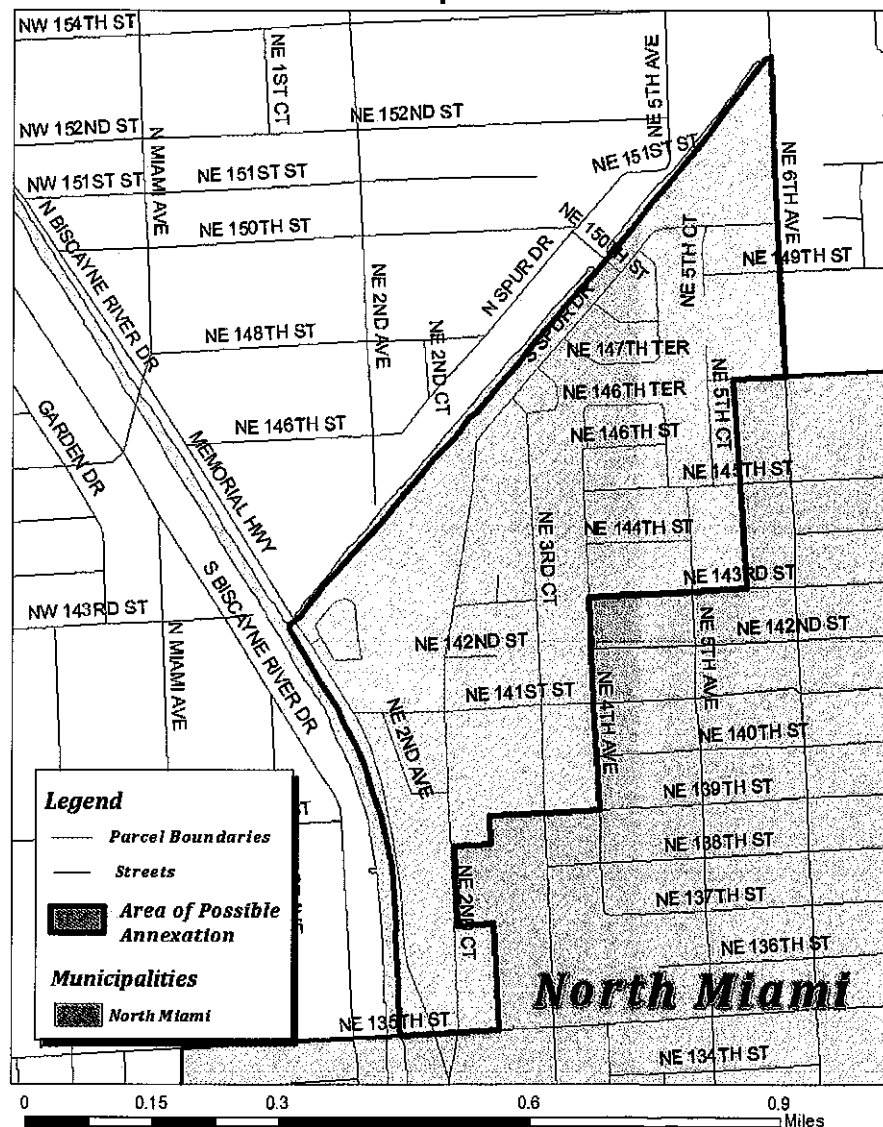 NW 154TH ST
NE 1ST CT
NE 5TH AVE
NE 152ND ST
NW 152ND ST
N MIAMI AVE
NE 151ST ST
NE 151ST ST
NW 151ST ST
NE 6TH AVE
NE 150TH ST
NE 150TH ST
N BISCAYNE RIVER DR
N SPUR DR
NE 5TH CT
NE 149TH ST
NE 2ND AVE
NE 148TH ST
NE 2ND CT
S SPUR DR
NE 147TH TER
NE 146TH TER
NE 5TH CT
GARDEN DR
MEMORIAL HWY
NE 146TH ST
NE 146TH ST
NE 145TH ST
NE 3RD CT
NE 144TH ST
NE 143RD ST
NW 143RD ST
N MIAMI AVE
S BISCAYNE RIVER DR
NE 142ND ST
NE 5TH AVE
NE 142ND ST
NE 141ST ST
NE 4TH AVE
NE 2ND AVE
NE 140TH ST
NE 139TH ST
Legend
Parcel Boundaries
Streets
Area of Possible
Annexation
Municipalities
North Miami
ST
NE 138TH ST
NE 2ND CT
NE 137TH ST
NE 136TH ST
North Miami
NE 135TH ST
NE 134TH ST
0 0.15 0.3 0.6 0.9
Miles